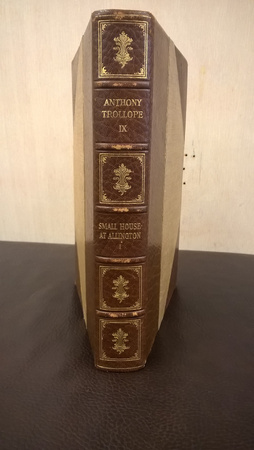 ANTHONY
TROLLOPE
IX
SMALL HOUSE
AT ALLINGTON
I